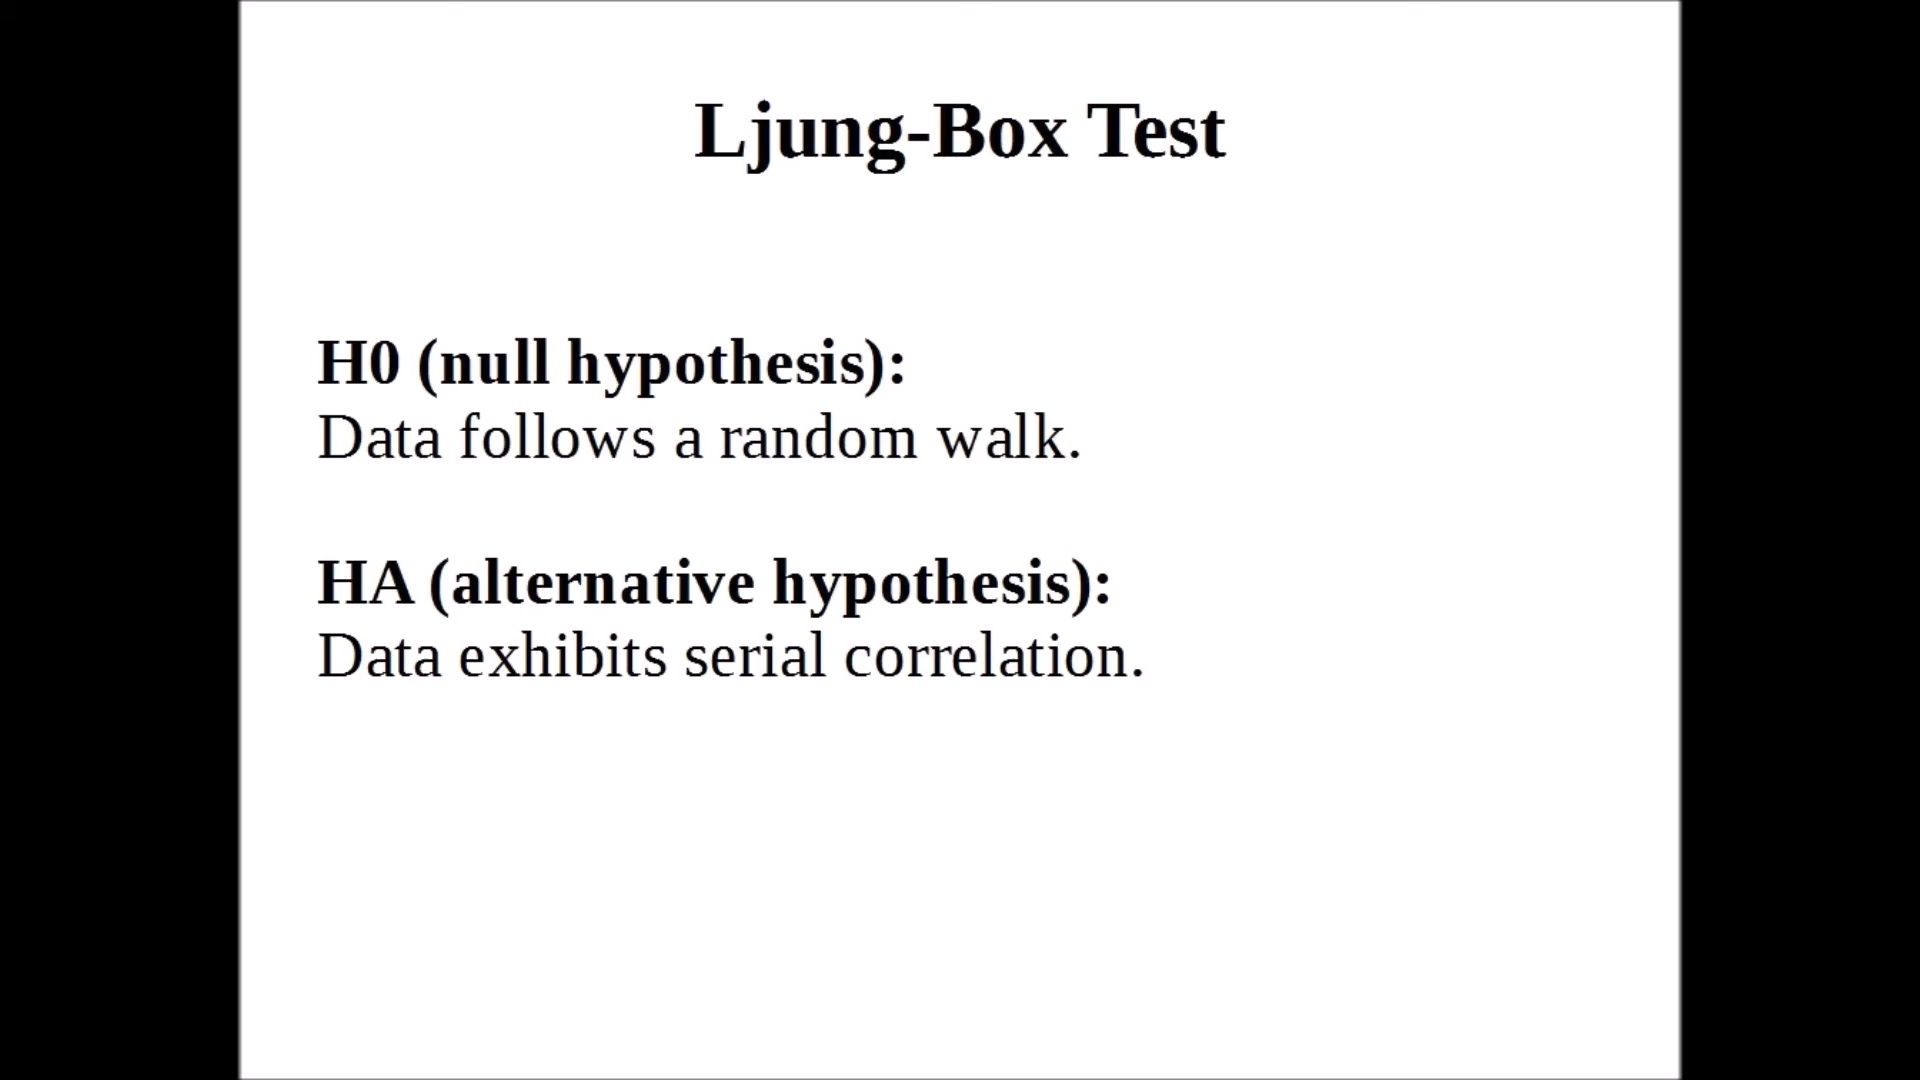 Ljung-Box Test
H0 (null hypothesis):
Data follows a random walk.
HA (alternative hypothesis):
Data exhibits serial correlation.